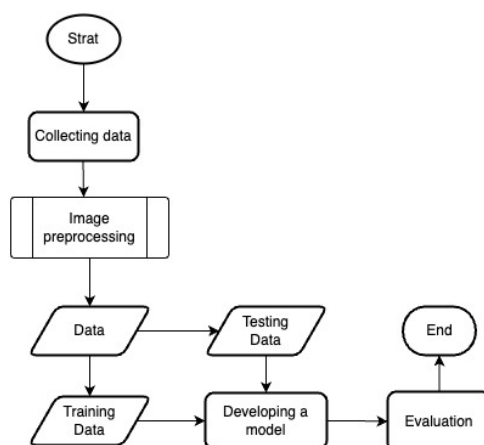 Strat
Collecting data
Image
preprocessing
Data
Testing
Data
End
Training
Data
Developing a
model
Evaluation